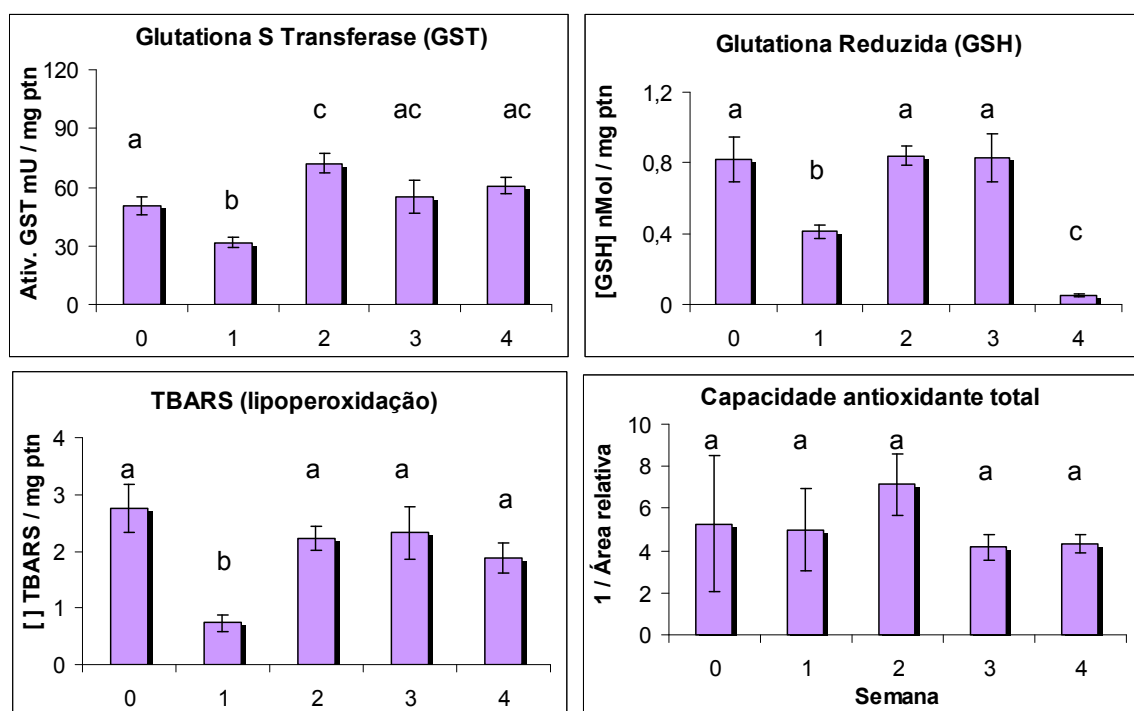 Glutationa S Transferase (GST)
Ativ. GST mU / mg ptn
120
90
60
30
0
a
b
c
ac
ac
0 1 2 3 4
Glutationa Reduzida (GSH)
[GSH] nMol / mg ptn
1,2
0,8
0,4
0
a
b
a
a
c
0 1 2 3 4
TBARS (lipoperoxidação)
[ ] TBARS / mg ptn
4
3
2
1
0
a
b
a
a
a
0 1 2 3 4
Capacidade antioxidante total
1 / Área relativa
10
8
6
4
2
0
a
a
a
a
a
0 1 2 3 4
Semana